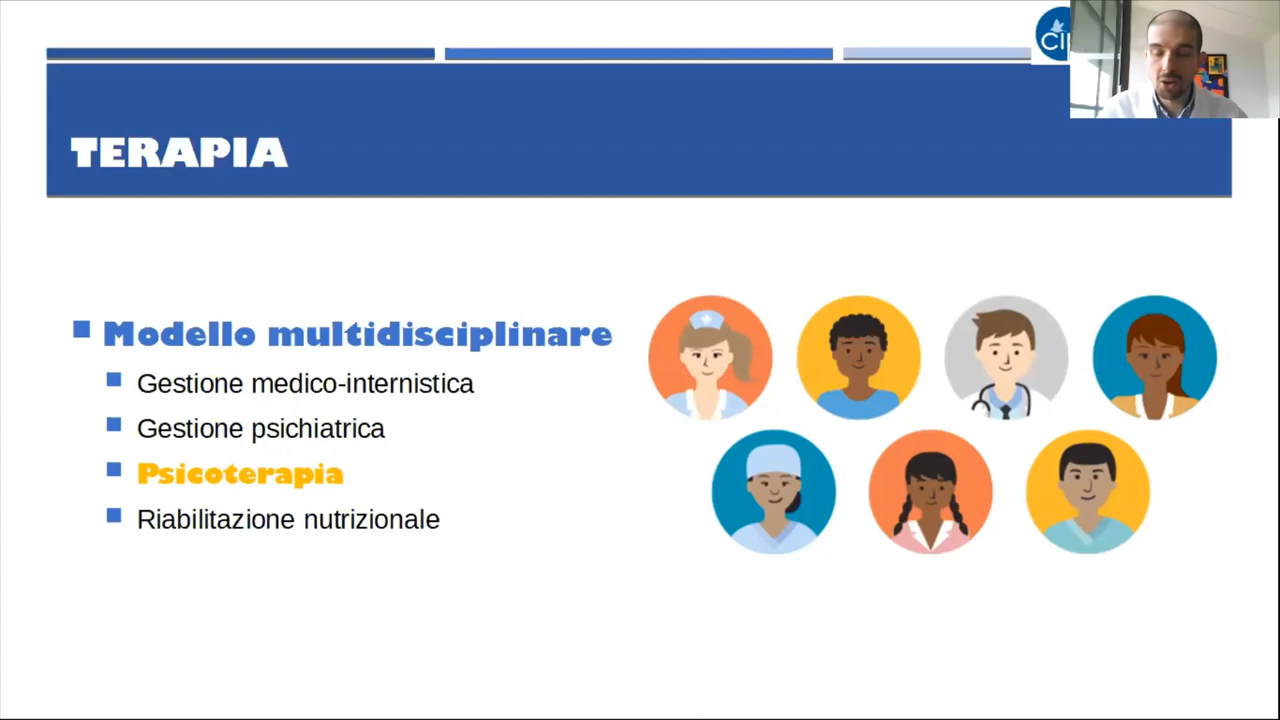 TERAPIA
Modello multidisciplinare
Gestione medico-internistica
Gestione psichiatrica
Psicoterapia
Riabilitazione nutrizionale